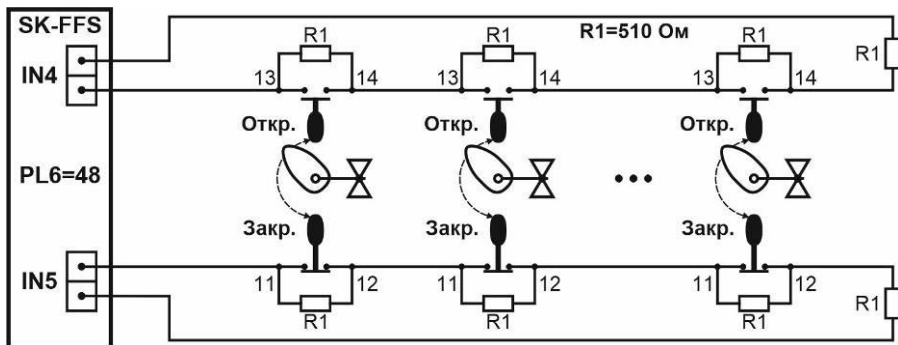 SK-FFS
IN4
PL6=48
IN5
R1 R1 R1=510 Ом R1 R1
13 14 13 14 13 14
Откр. Откр. Откр.
Закр. Закр. Закр.
11 12 11 12 11 12
R1 R1 R1 R1